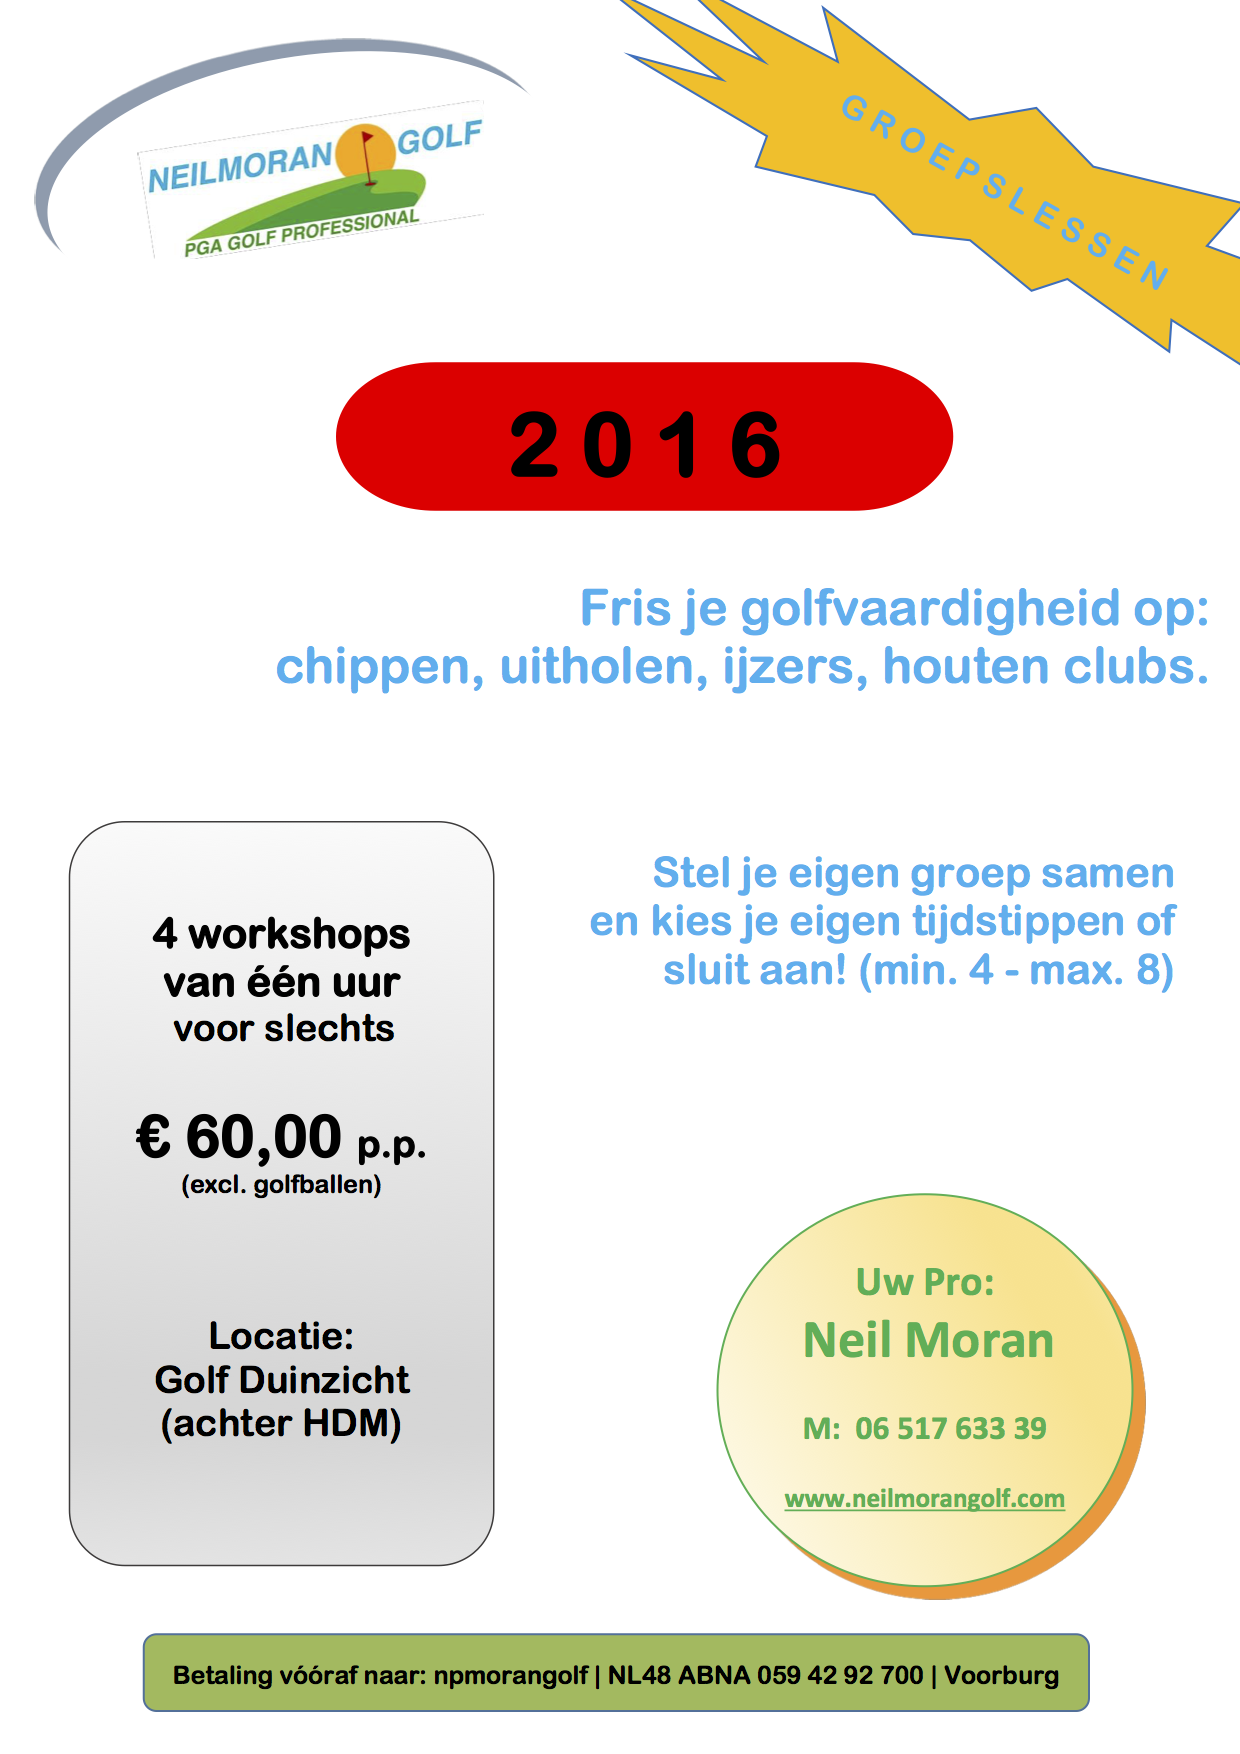 NEILMORAN GOLF
PGA GOLF PROFESSIONAL
GROEPSLESSEN
2016
Fris je golfvaardigheid op:
chippen, uitholen, ijzers, houten clubs.
4 workshops
van één uur
voor slechts
€ 60,00 p.p.
(excl. golfballen)
Locatie:
Golf Duinzicht
(achter HDM)
Stel je eigen groep samen
en kies je eigen tijdstippen of
sluit aan! (min. 4 - max. 8)
Uw Pro:
Neil Moran
M: 06 517 633 39
www.neilmorangolf.com
Betaling vóóraf naar: npmorangolf | NL48 ABNA 059 42 92 700 | Voorburg